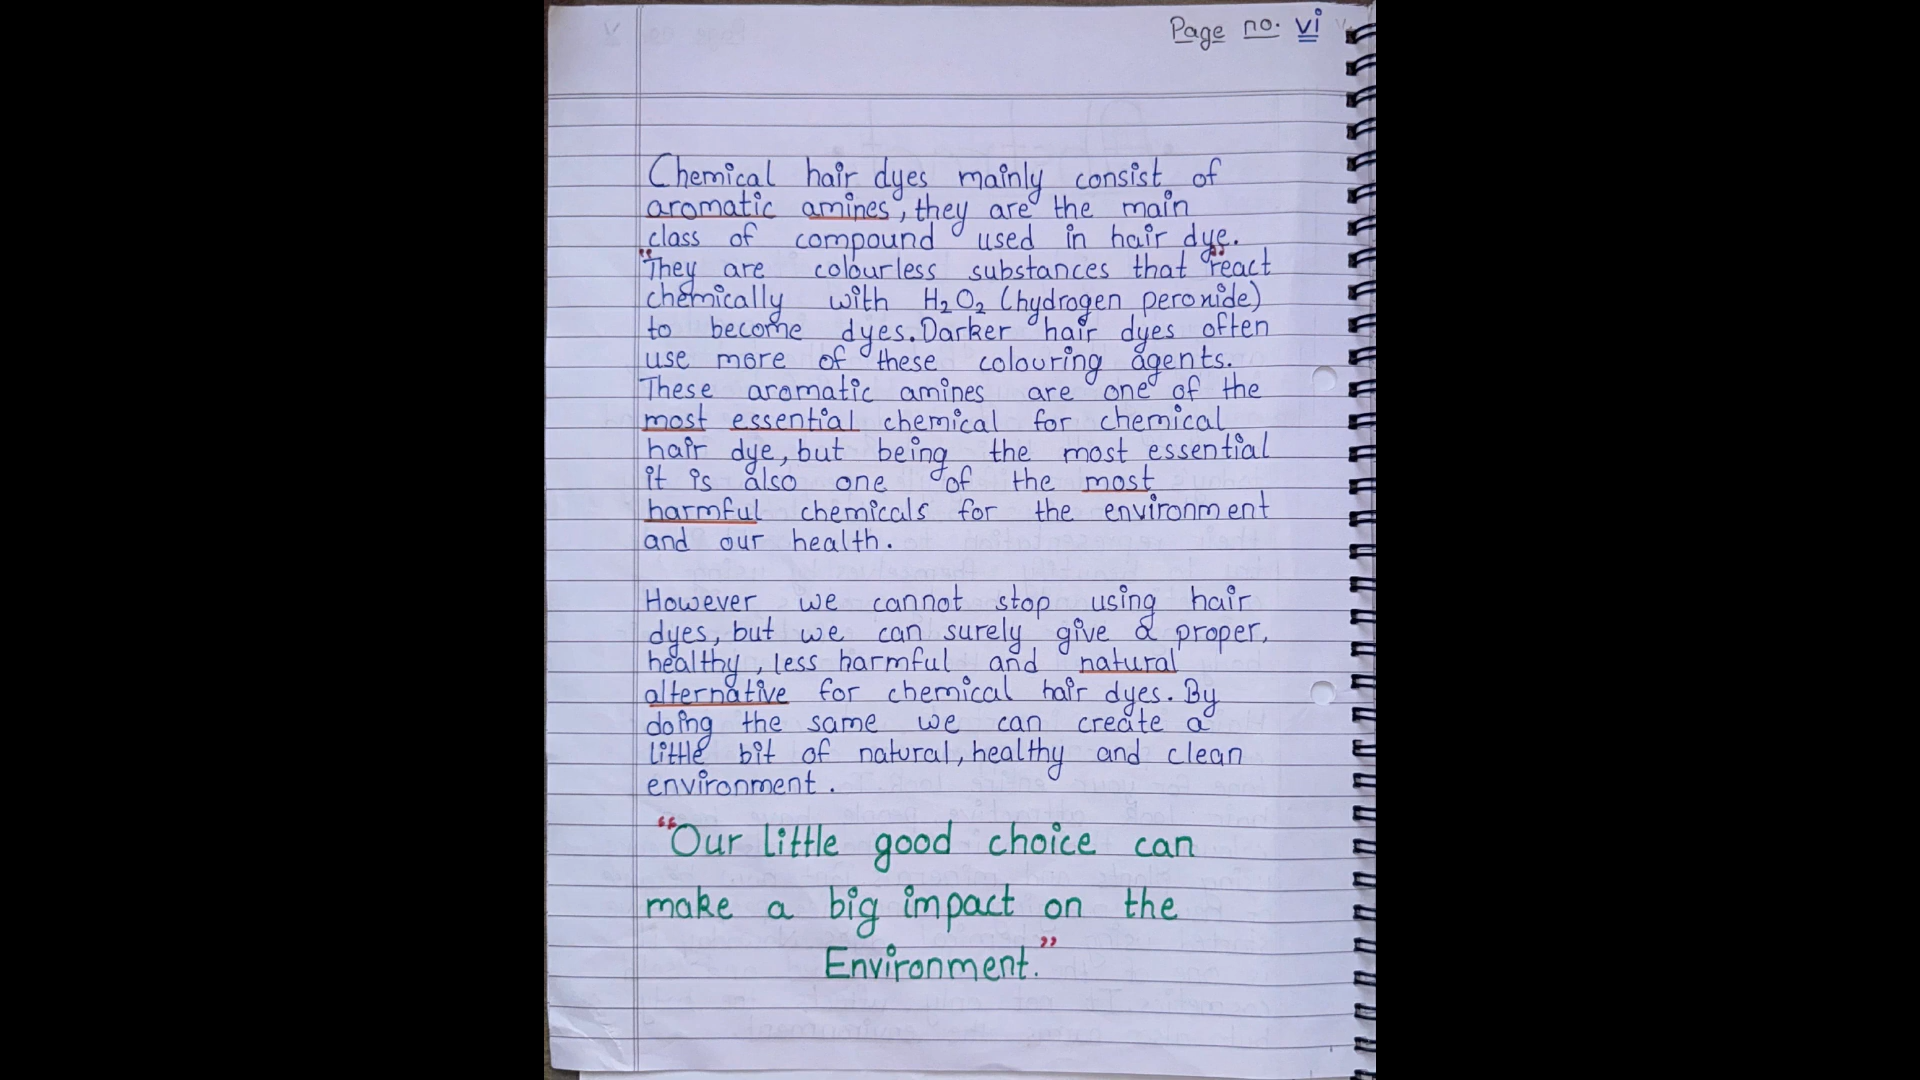 Page no. vi
Chemical hair dyes mainly consist of
aromatic amines, they are the main
class of compound used in hair dye.
"They are colourless substances that "react
chemically with H₂O₂ (hydrogen peroxide)
to become dyes. Darker hair dyes often
use more of these colouring agents.
These aromatic amines are one of the
most essential chemical for chemical
hair dye, but being the most essential
it is also one of the most
harmful chemicals for the environment
and our health.
However we cannot stop using hair
dyes, but we can surely give a proper,
healthy, less harmful and natural
alternative for chemical hair dyes. By
doing the same we can create a
little bit of natural, healthy and clean
environment.
"Our little good choice can
make a big impact on the
Environment."